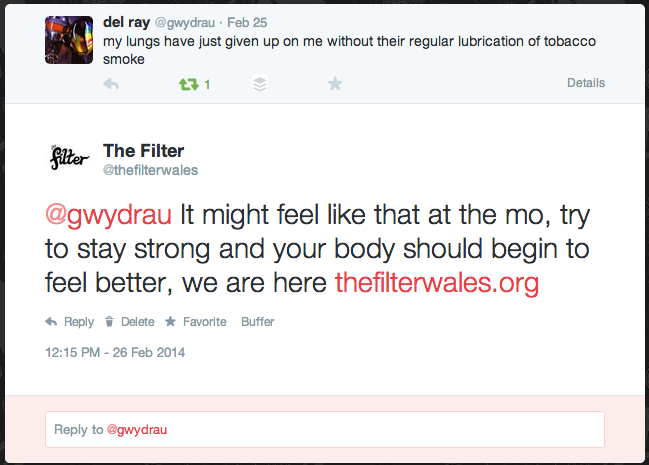 del ray @gwydrau · Feb 25
my lungs have just given up on me without their regular lubrication of tobacco
smoke
1
Details
the filter
The Filter
@thefilterwales
@gwydrau It might feel like that at the mo, try
to stay strong and your body should begin to
feel better, we are here thefilterwales.org
Reply Delete Favorite Buffer
12:15 PM - 26 Feb 2014
Reply to @gwydrau